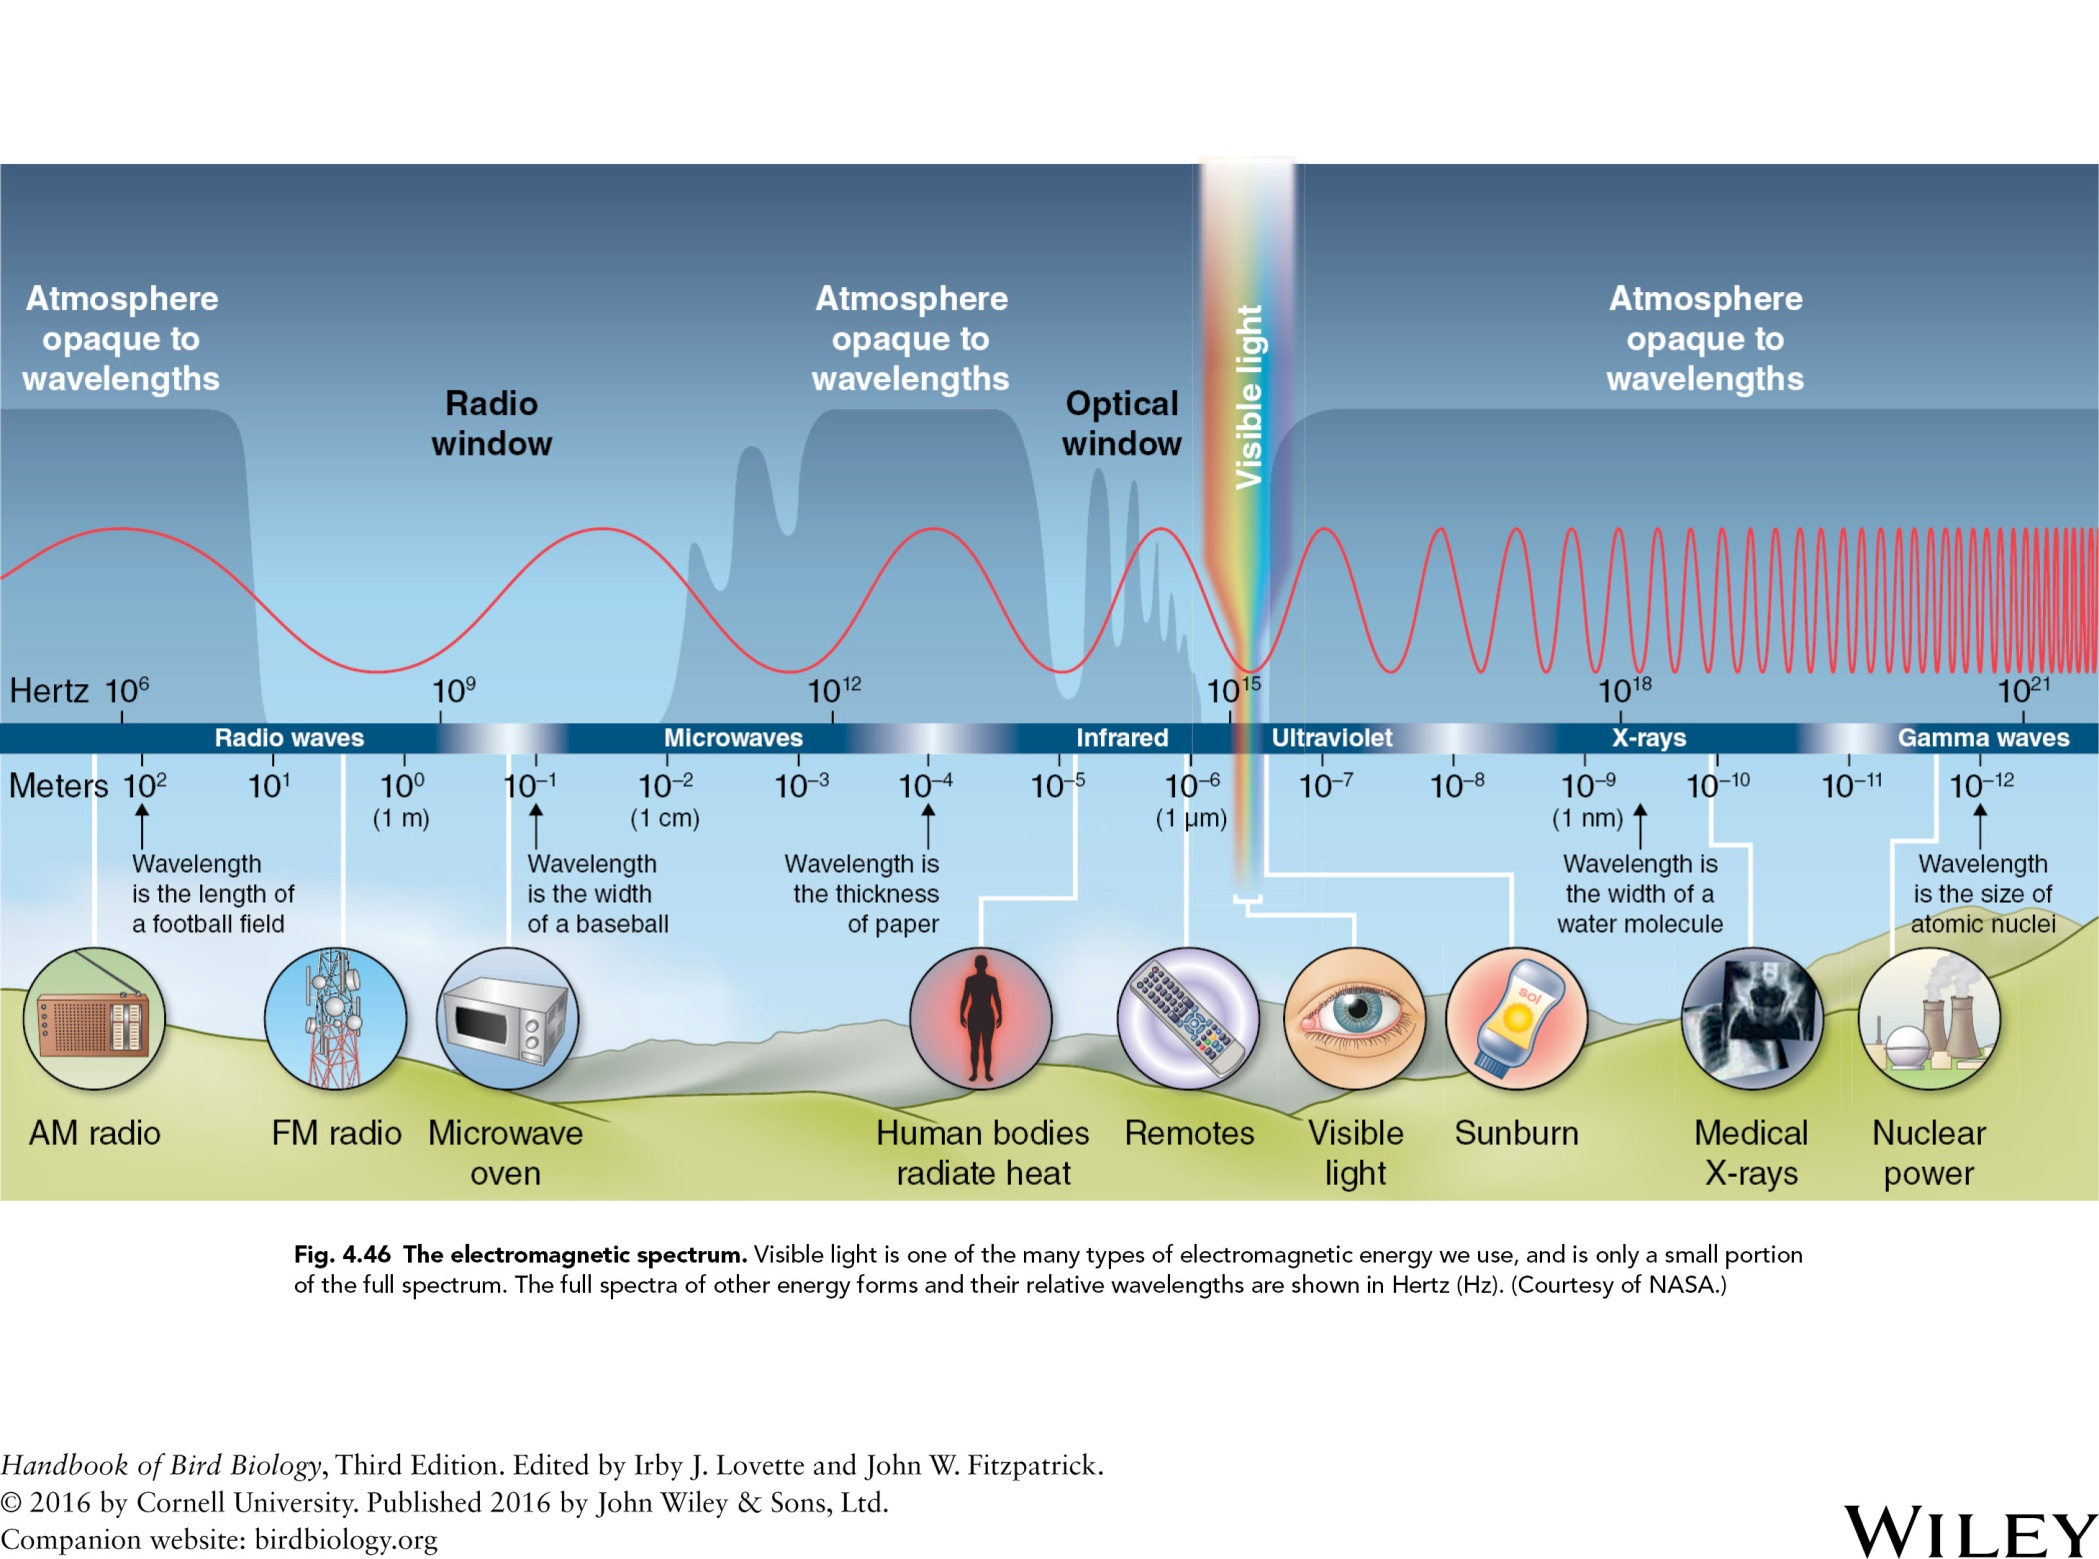 Atmosphere
opaque to
wavelengths
Radio
window
Atmosphere
opaque to
wavelengths
Optical
window
Visible light
Atmosphere
opaque to
wavelengths
Hertz 10⁶ 10⁹ 10¹² 10¹⁵ 10¹⁸ 10²¹
Radio waves Microwaves Infrared Ultraviolet X-rays Gamma waves
Meters 10² 10¹ 10⁰ 10⁻¹ 10⁻² 10⁻³ 10⁻⁴ 10⁻⁵ 10⁻⁶ 10⁻⁷ 10⁻⁸ 10⁻⁹ 10⁻¹⁰ 10⁻¹¹ 10⁻¹²
(1 m) (1 cm) (1 µm) (1 nm)
Wavelength
is the length of
a football field
Wavelength
is the width
of a baseball
Wavelength is
the thickness
of paper
Wavelength is
the width of a
water molecule
Wavelength
is the size of
atomic nuclei
sol
AM radio
FM radio
Microwave
oven
Human bodies
radiate heat
Remotes
Visible
light
Sunburn
Medical
X-rays
Nuclear
power
Fig. 4.46 The electromagnetic spectrum. Visible light is one of the many types of electromagnetic energy we use, and is only a small portion
of the full spectrum. The full spectra of other energy forms and their relative wavelengths are shown in Hertz (Hz). (Courtesy of NASA.)
Handbook of Bird Biology, Third Edition. Edited by Irby J. Lovette and John W. Fitzpatrick.
© 2016 by Cornell University. Published 2016 by John Wiley & Sons, Ltd.
Companion website: birdbiology.org
WILEY